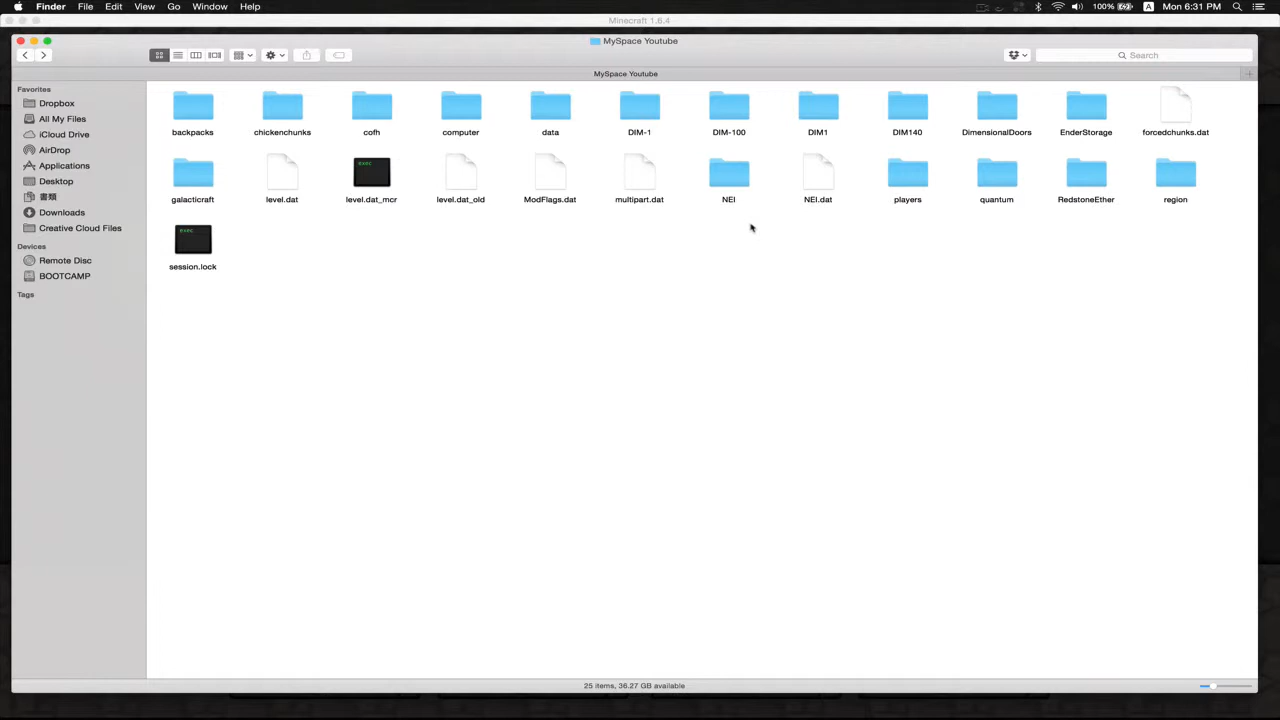 Finder File Edit View Go Window Help 100% A Mon 6:31 PM
Minecraft 1.6.4
MySpace Youtube
Search
MySpace Youtube
Favorites
Dropbox
All My Files
iCloud Drive
AirDrop
Applications
Desktop
書類
Downloads
Creative Cloud Files
Devices
Remote Disc
BOOTCAMP
Tags
backpacks chickenchunks cofh computer data DIM-1 DIM-100 DIM1 DIM140 DimensionalDoors EnderStorage forcedchunks.dat
exec
galacticraft level.dat level.dat_mcr level.dat_old ModFlags.dat multipart.dat NEI NEI.dat players quantum RedstoneEther region
exec
session.lock
25 items, 36.27 GB available